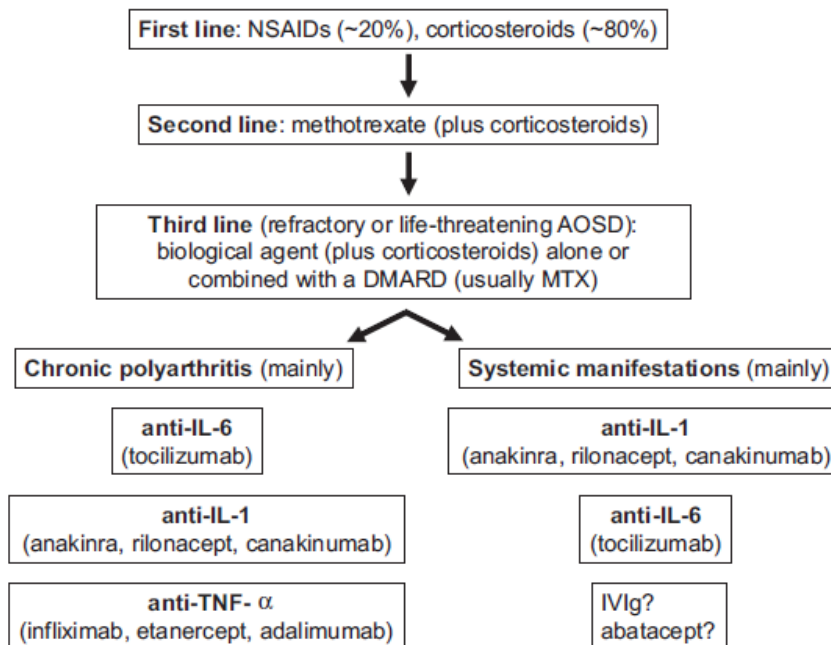 First line: NSAIDs (~20%), corticosteroids (~80%)
Second line: methotrexate (plus corticosteroids)
Third line (refractory or life-threatening AOSD):
biological agent (plus corticosteroids) alone or
combined with a DMARD (usually MTX)
Chronic polyarthritis (mainly)
anti-IL-6
(tocilizumab)
anti-IL-1
(anakinra, rilonacept, canakinumab)
anti-TNF- α
(infliximab, etanercept, adalimumab)
Systemic manifestations (mainly)
anti-IL-1
(anakinra, rilonacept, canakinumab)
anti-IL-6
(tocilizumab)
IVIg?
abatacept?